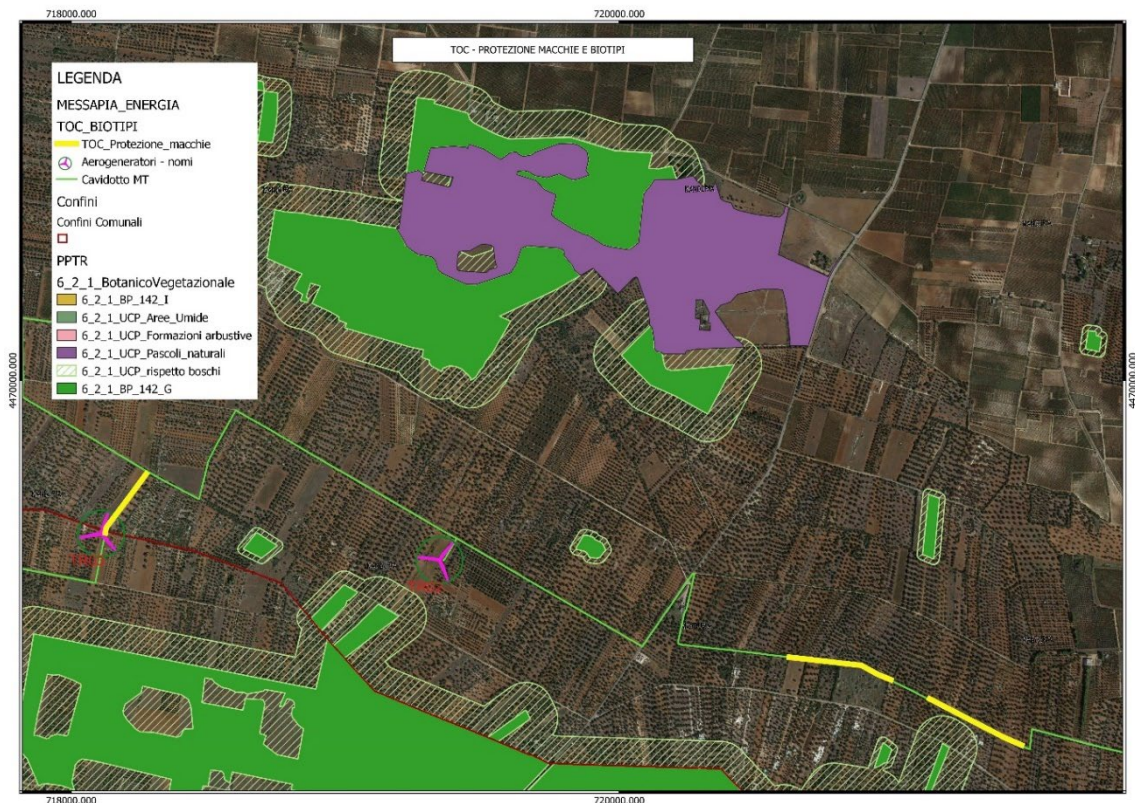 718000.000
720000.000
TOC - PROTEZIONE MACCHIE E BIOTIPI
LEGENDA
MESSAPIA_ENERGIA
TOC_BIOTIPI
TOC_Protezione_macchie
Aerogeneratori - nomi
Cavidotto MT
Confini
Confini Comunali
PPTR
6_2_1_BotanicoVegetazionale
6_2_1_BP_142_I
6_2_1_UCP_Aree_Umide
6_2_1_UCP_Formazioni arbustive
6_2_1_UCP_Pascoli_naturali
6_2_1_UCP_rispetto boschi
6_2_1_BP_142_G
4470000.000
4470000.000
718000.000
720000.000